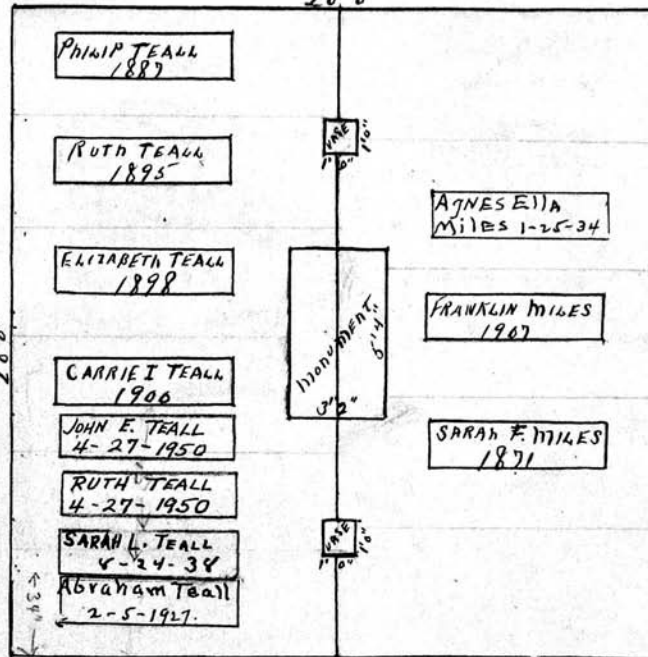 PHILIP TEALL
1887
RUTH TEALL
1895
ELIZABETH TEALL
1898
CARRIE I TEALL
1900
JOHN E. TEALL
4-27-1950
RUTH TEALL
4-27-1950
SARAH L. TEALL
8-24-38
Abraham Teall
2-5-1927.
34"
VASE
1' 0"
1'0"
MONUMENT
5'4"
3'2"
VASE
1' 0"
1'0"
AGNES EllA
MilES 1-25-34
FRANKLIN MILES
1907
SARAH F. MILES
1871